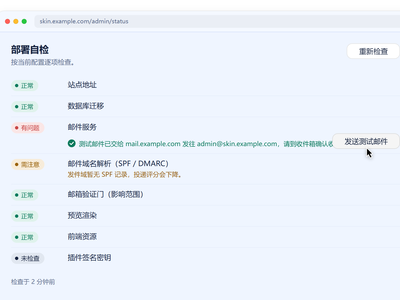 skin.example.com/admin/status
部署自检
按当前配置逐项检查。
重新检查
正常 站点地址
正常 数据库迁移
有问题 邮件服务
测试邮件已交给 mail.example.com 发往 admin@skin.example.com，请到收件箱确认收
发送测试邮件
需注意 邮件域名解析（SPF / DMARC）
发件域暂无 SPF 记录，投递评分会下降。
正常 邮箱验证门（影响范围）
正常 预览渲染
正常 前端资源
未检查 插件签名密钥
检查于 2 分钟前